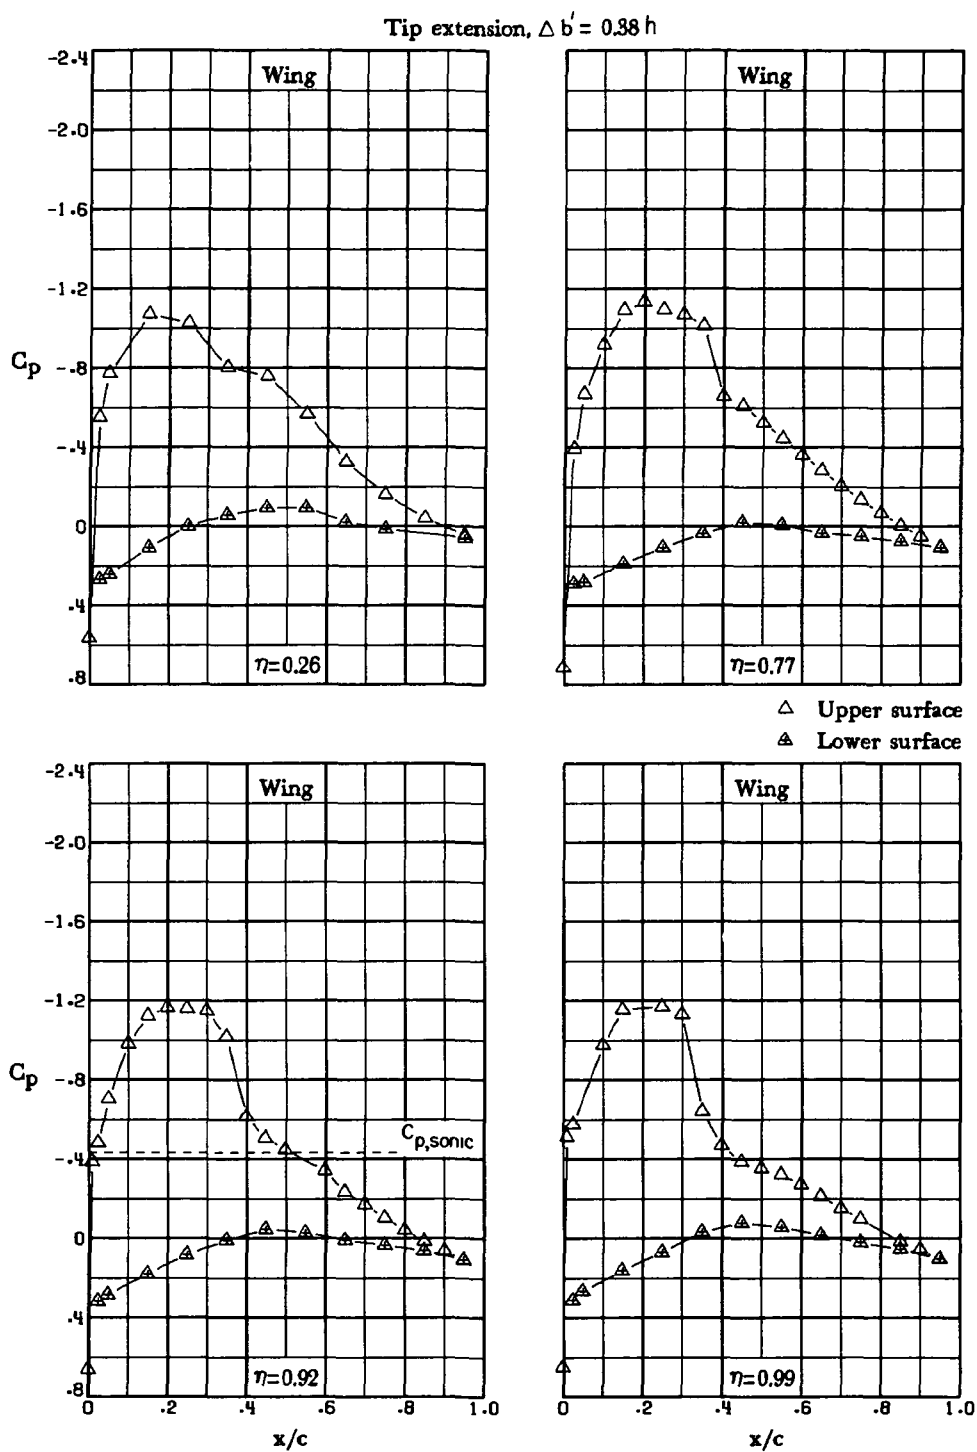 Tip extension, Δ b′ = 0.38 h
Wing
Wing
-2.4
-2.0
-1.6
-1.2
-.8
-.4
0
.4
.8
Cp
η=0.26
η=0.77
△ Upper surface
Lower surface
Wing
Wing
-2.4
-2.0
-1.6
-1.2
-.8
-.4
0
.4
.8
Cp
Cp,sonic
η=0.92
η=0.99
0 .2 .4 .6 .8 1.0
0 .2 .4 .6 .8 1.0
x/c
x/c